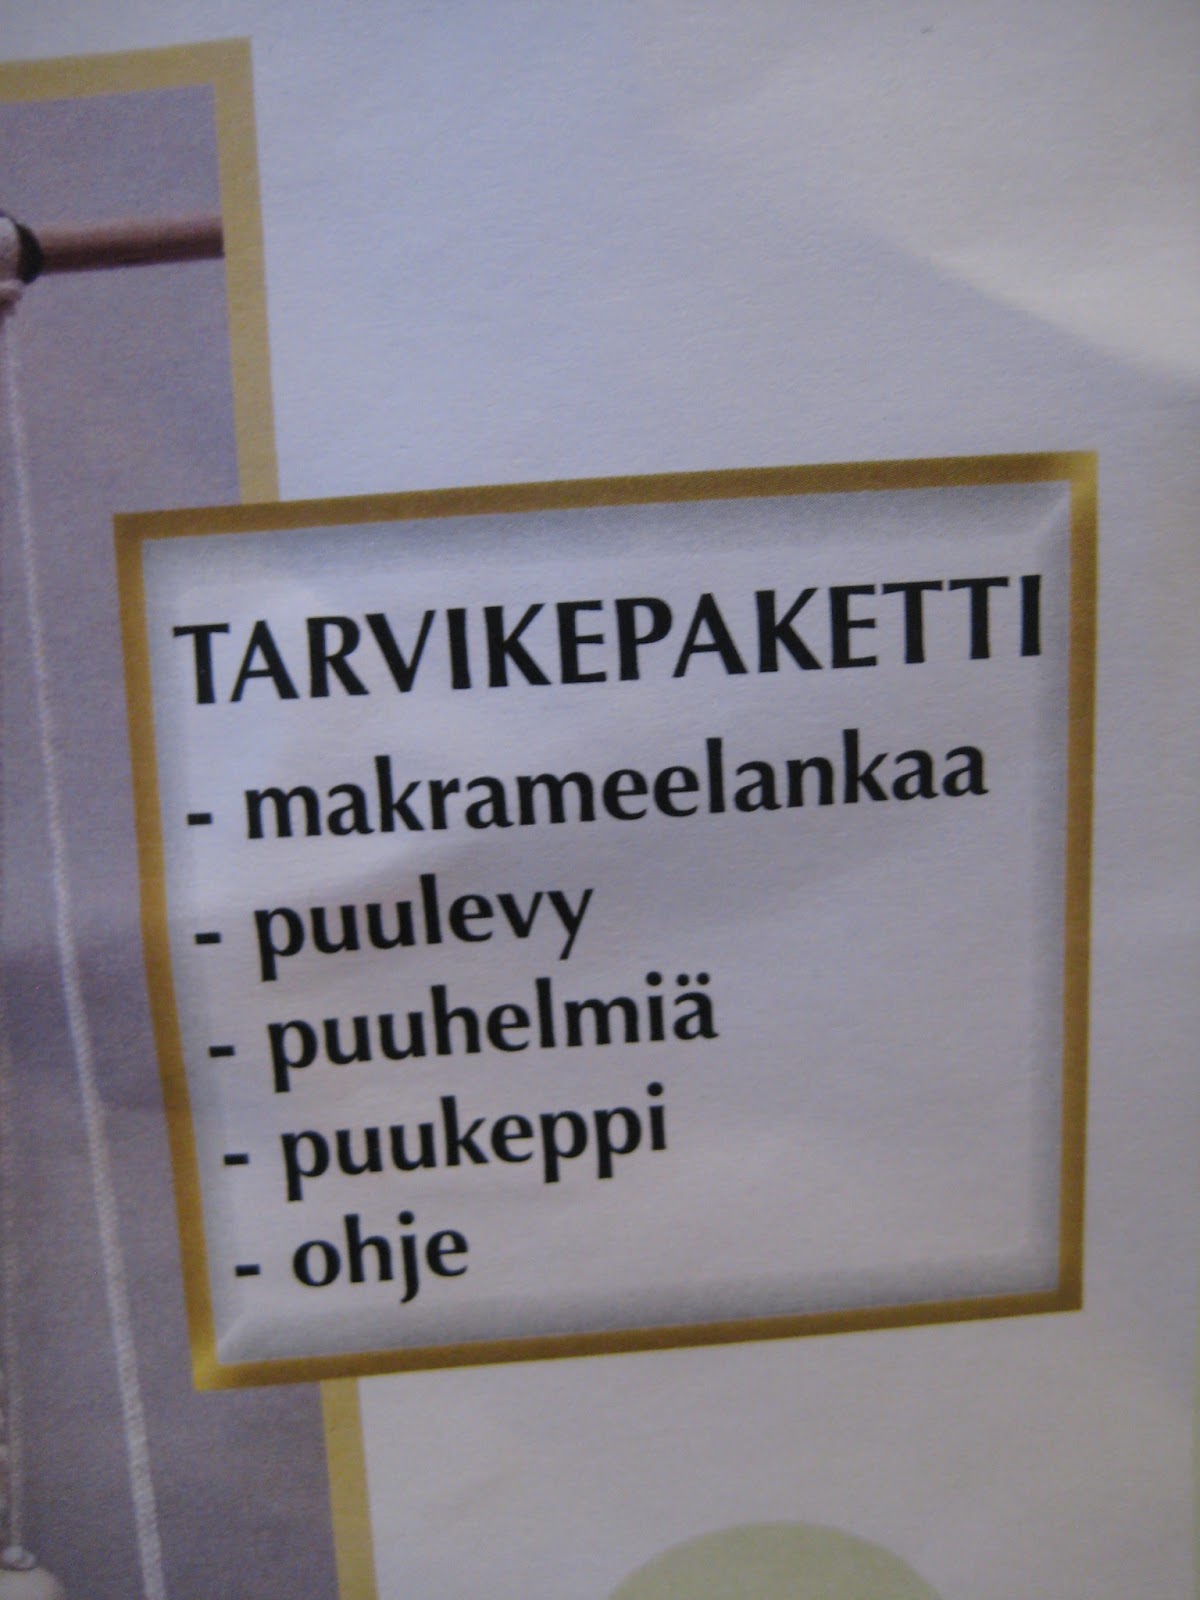 TARVIKEPAKETTI
- makrameelankaa
- puulevy
- puuhelmiä
- puukeppi
- ohje